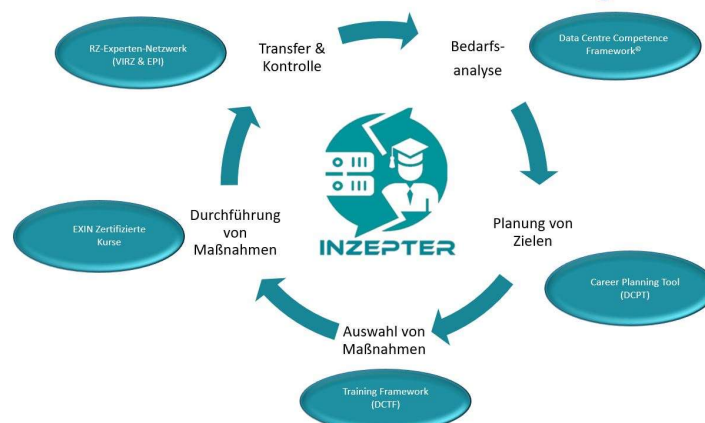 RZ-Experten-Netzwerk
(VIRZ & EPI)
Transfer &
Kontrolle
Bedarfs-
analyse
Data Centre Competence
Framework©
EXIN Zertifizierte
Kurse
Durchführung
von
Maßnahmen
INZEPTER
Planung von
Zielen
Career Planning Tool
(DCPT)
Auswahl von
Maßnahmen
Training Framework
(DCTF)